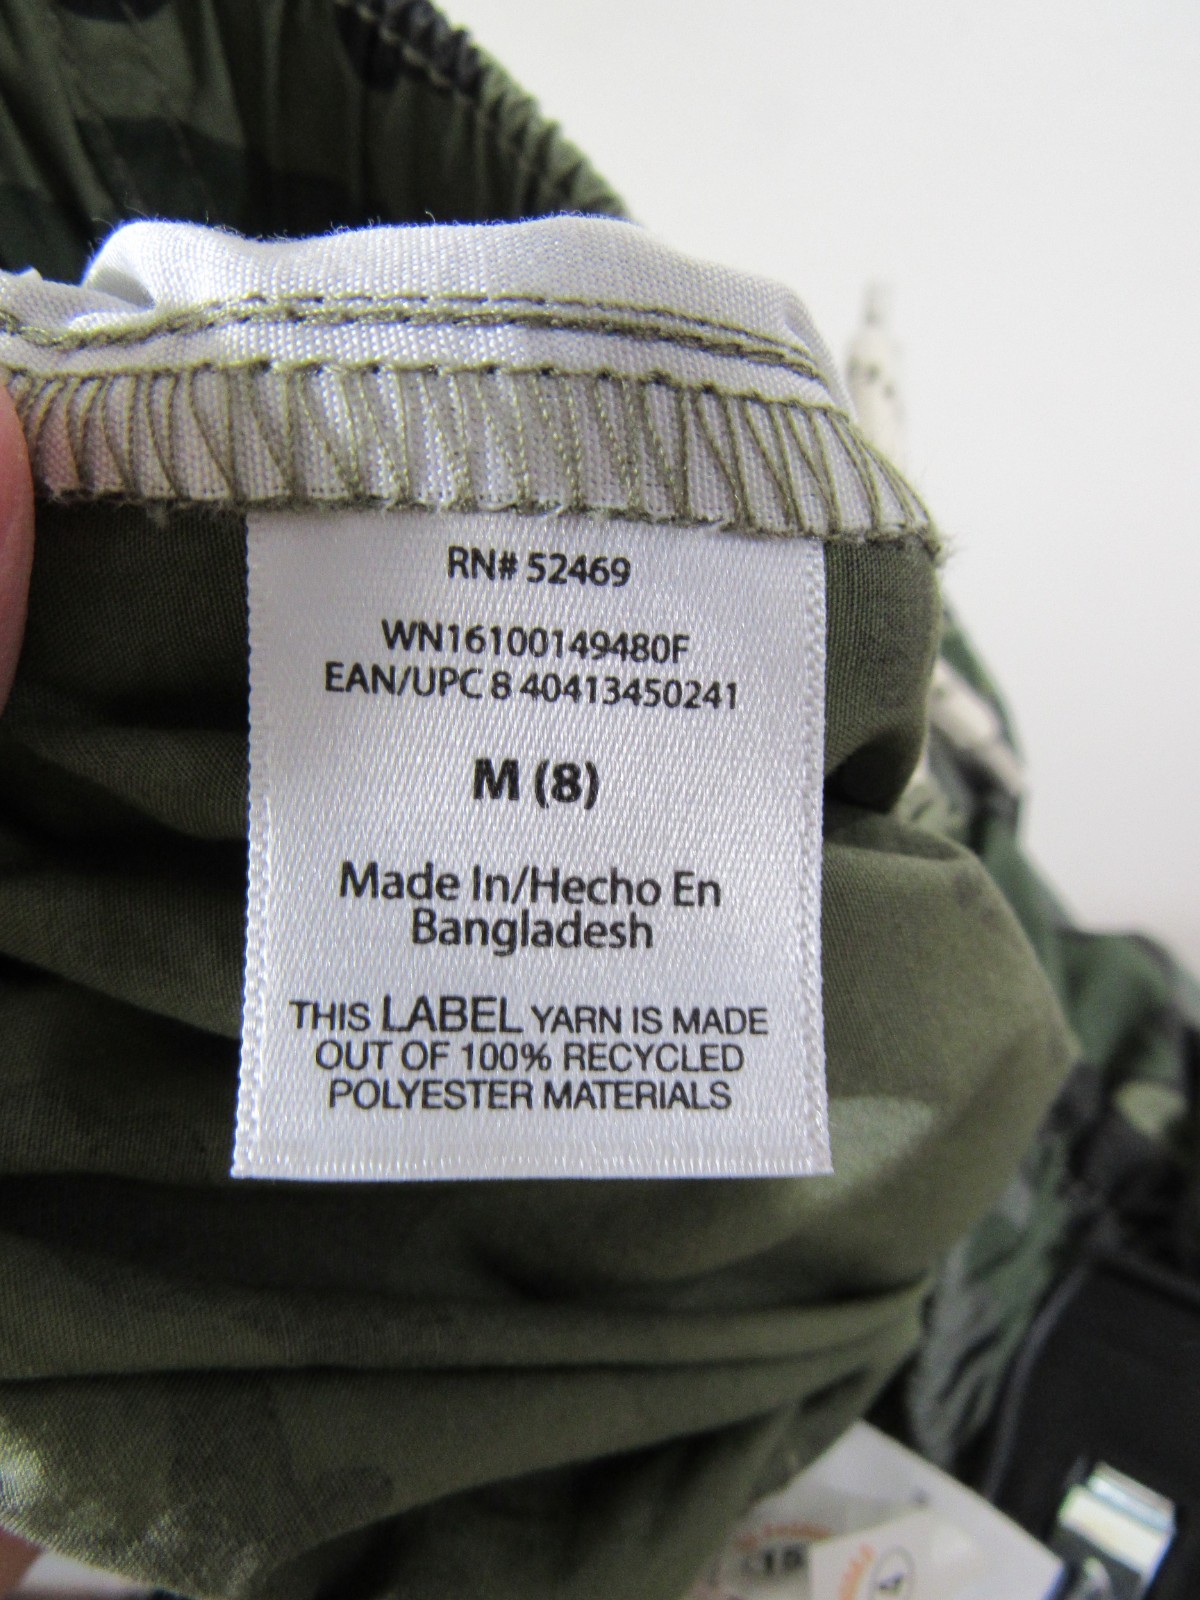 RN# 52469
WN16100149480F
EAN/UPC 8 40413450241
M (8)
Made In/Hecho En
Bangladesh
THIS LABEL YARN IS MADE
OUT OF 100% RECYCLED
POLYESTER MATERIALS